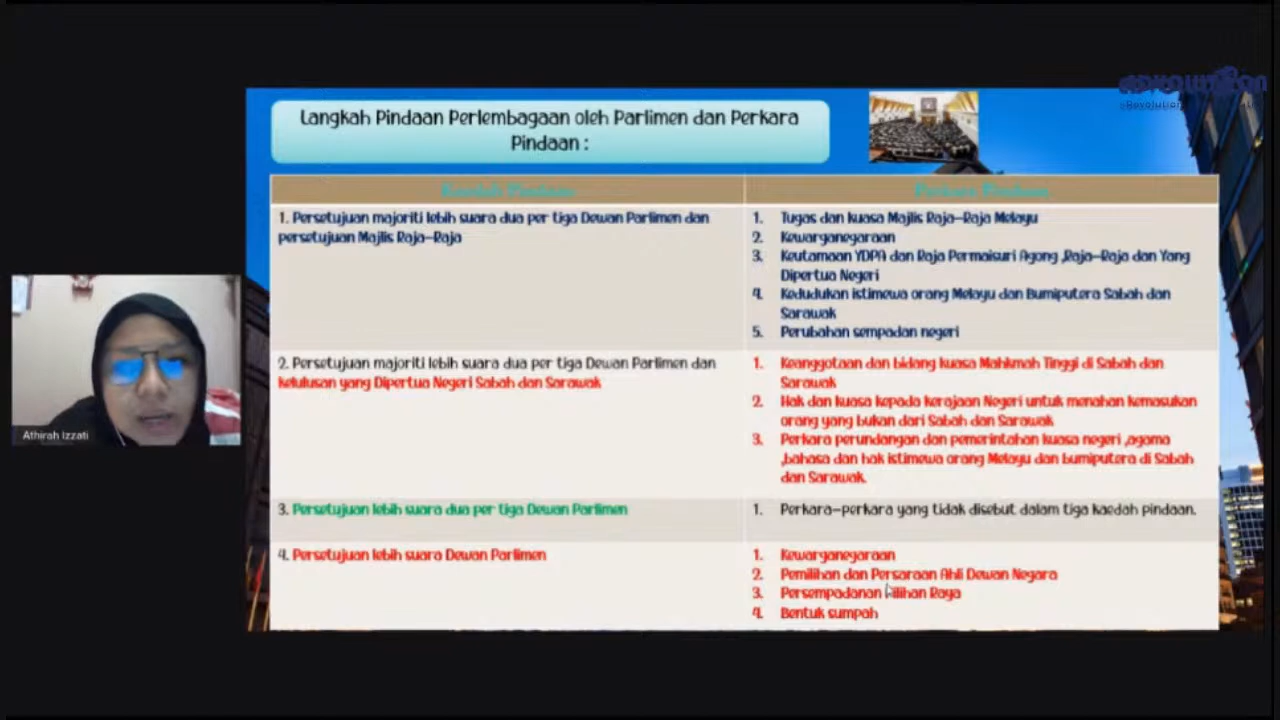 Langkah Pindaan Perlembagaan oleh Parlimen dan Perkara
Pindaan :
Kaedah Pindaan
Perkara Pindaan
1. Persetujuan majoriti lebih suara dua per tiga Dewan Parlimen dan
persetujuan Majlis Raja-Raja
1. Tugas dan kuasa Majlis Raja-Raja Melayu
2. Kewarganegaraan
3. Keutamaan YDPA dan Raja Permaisuri Agong ,Raja-Raja dan Yang
Dipertua Negeri
4. Kedudukan istimewa orang Melayu dan Bumiputera Sabah dan
Sarawak
5. Perubahan sempadan negeri
2. Persetujuan majoriti lebih suara dua per tiga Dewan Parlimen dan
kelulusan yang Dipertua Negeri Sabah dan Sarawak
1. Keanggotaan dan bidang kuasa Mahkmah Tinggi di Sabah dan
Sarawak
2. Hak dan kuasa kepada kerajaan Negeri untuk menahan kemasukan
orang yang bukan dari Sabah dan Sarawak
3. Perkara perundangan dan pemerintahan kuasa negeri ,agama
,bahasa dan hak istimewa orang Melayu dan bumiputera di Sabah
dan Sarawak.
3. Persetujuan lebih suara dua per tiga Dewan Parlimen
1. Perkara-perkara yang tidak disebut dalam tiga kaedah pindaan.
4. Persetujuan lebih suara Dewan Parlimen
1. Kewarganegaraan
2. Pemilihan dan Persaraan Ahli Dewan Negara
3. Persempadanan Pilihan Raya
4. Bentuk sumpah
Athirah Izzati